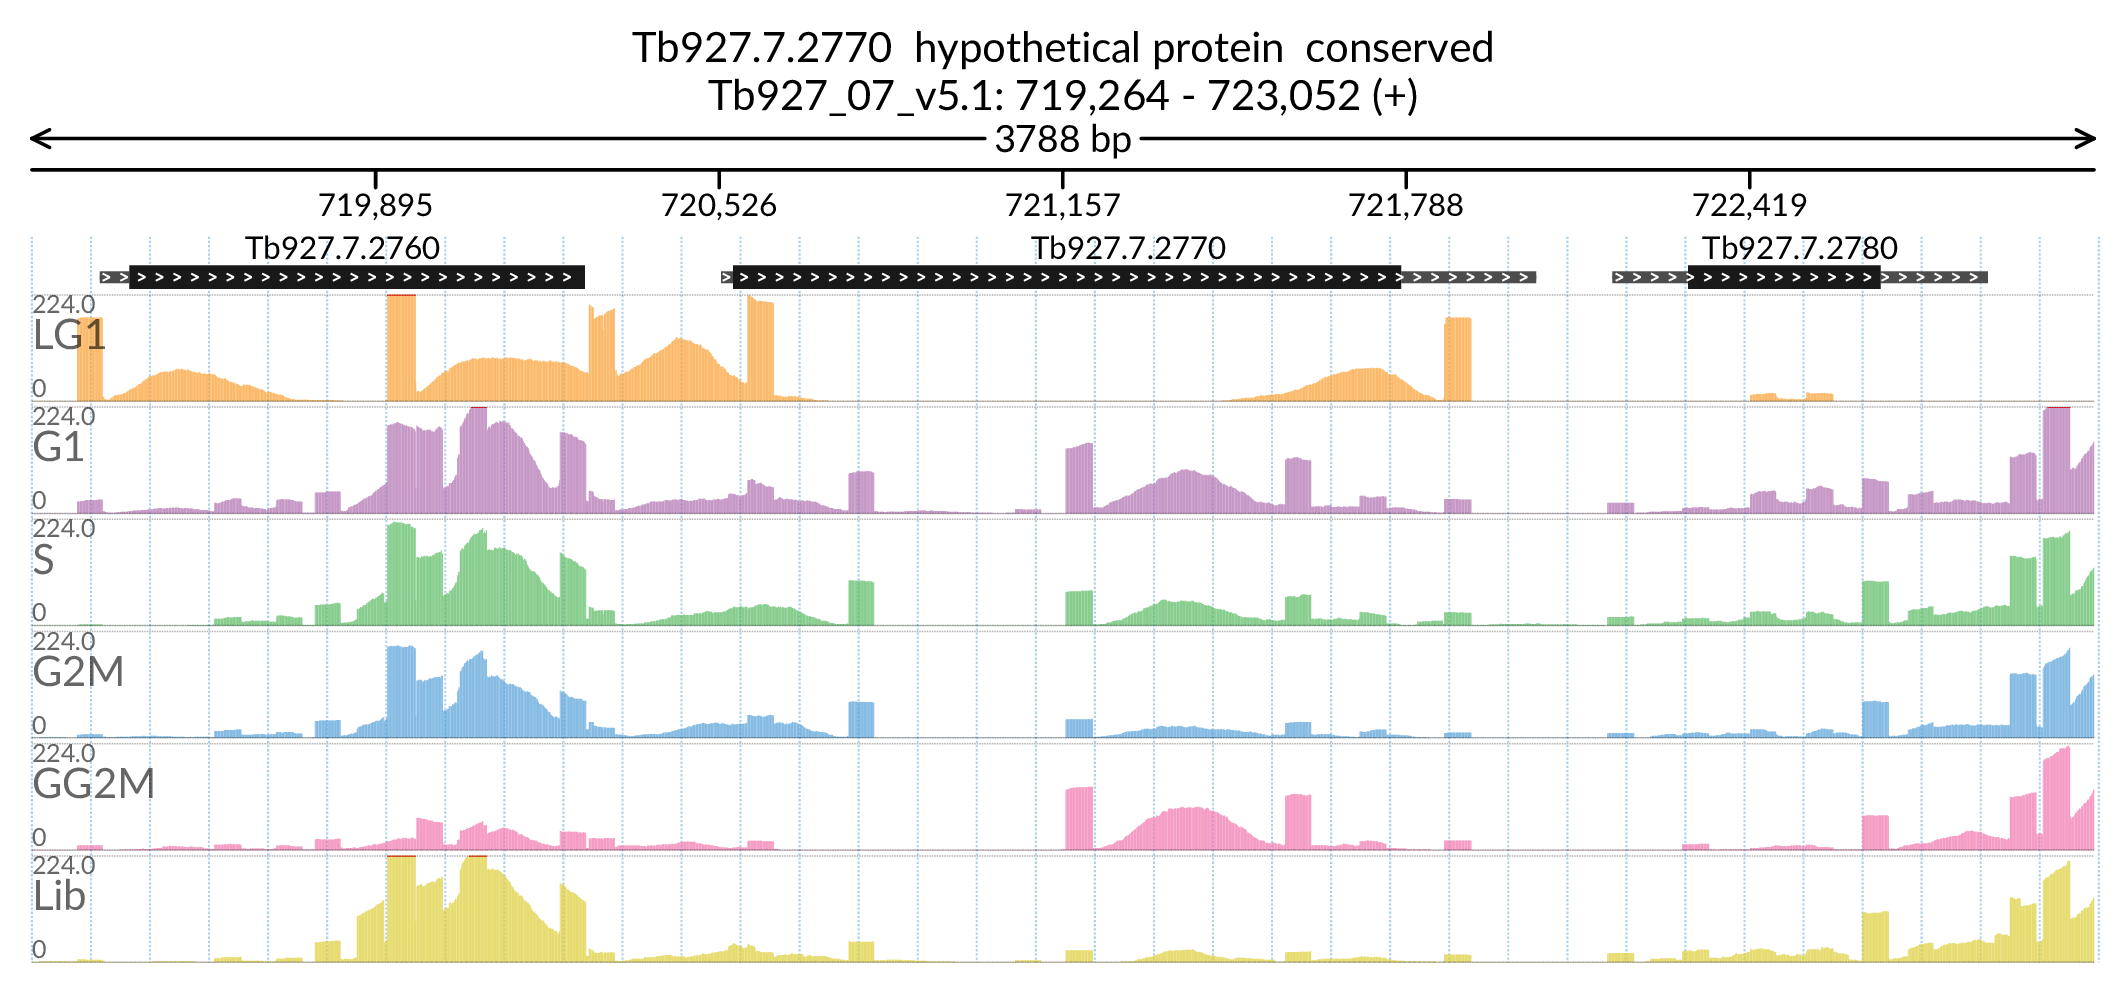 Tb927.7.2770 hypothetical protein conserved
Tb927_07_v5.1: 719,264 - 723,052 (+)
3788 bp
719,895 720,526 721,157 721,788 722,419
Tb927.7.2760 Tb927.7.2770 Tb927.7.2780
224.0
LG1
0
224.0
G1
0
224.0
S
0
224.0
G2M
0
224.0
GG2M
0
224.0
Lib
0